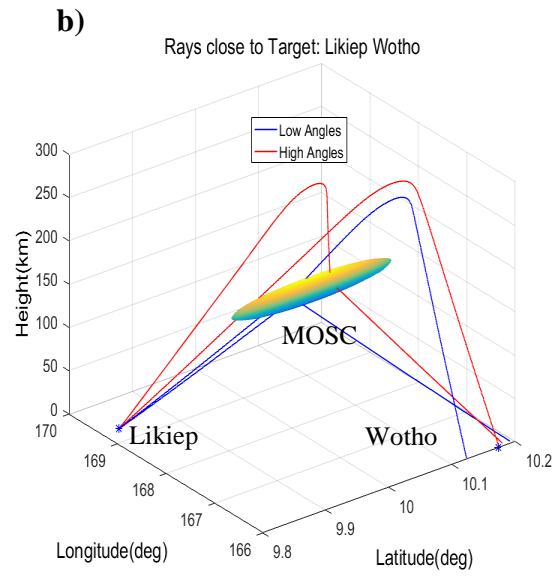 b)
Rays close to Target: Likiep Wotho
Low Angles
High Angles
300
250
200
150
100
50
0
Height(km)
MOSC
Likiep
Wotho
170
169
168
167
166
Longitude(deg)
9.8
9.9
10
10.1
10.2
Latitude(deg)